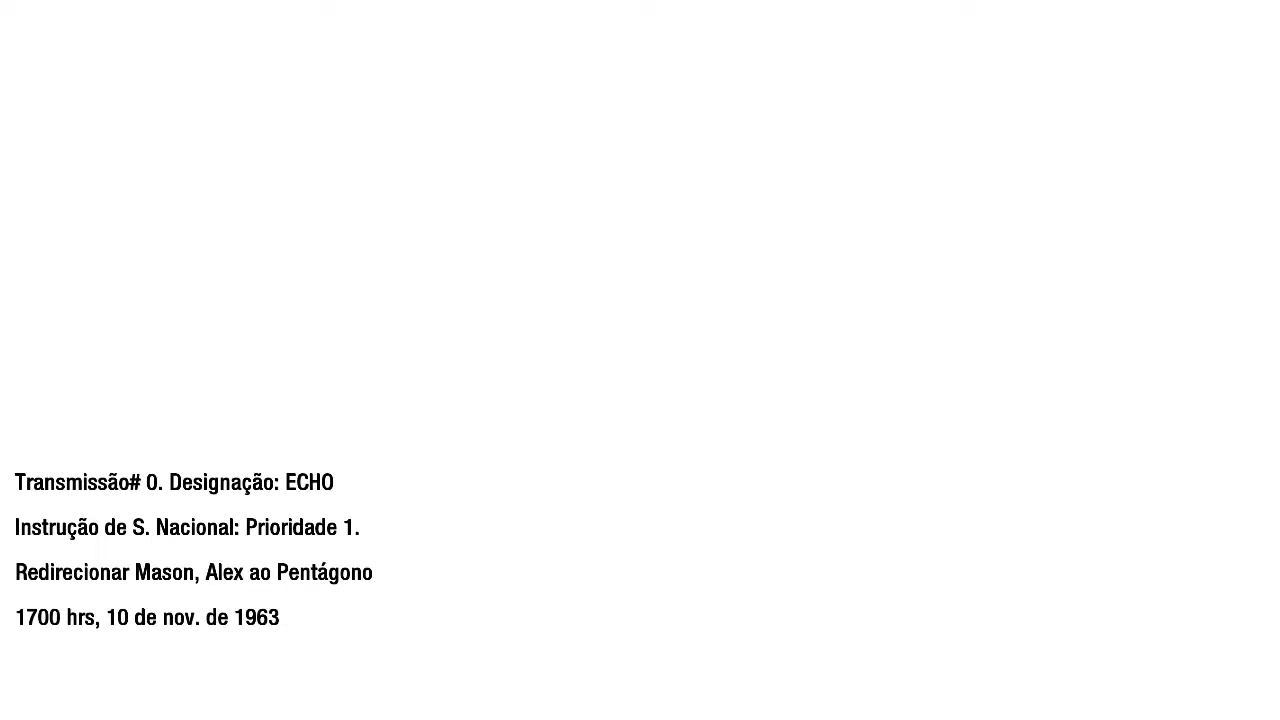 Transmissão# 0. Designação: ECHO
Instrução de S. Nacional: Prioridade 1.
Redirecionar Mason, Alex ao Pentágono
1700 hrs, 10 de nov. de 1963